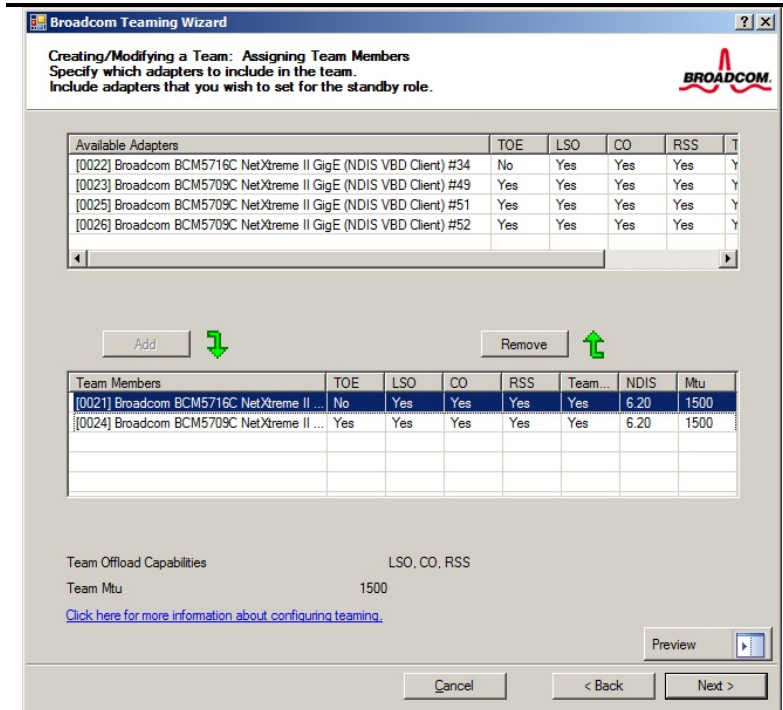 Broadcom Teaming Wizard
Creating/Modifying a Team: Assigning Team Members
Specify which adapters to include in the team.
Include adapters that you wish to set for the standby role.
BROADCOM.
Available Adapters TOE LSO CO RSS T
[0022] Broadcom BCM5716C NetXtreme II GigE (NDIS VBD Client) #34 No Yes Yes Yes Y
[0023] Broadcom BCM5709C NetXtreme II GigE (NDIS VBD Client) #49 Yes Yes Yes Yes Y
[0025] Broadcom BCM5709C NetXtreme II GigE (NDIS VBD Client) #51 Yes Yes Yes Yes Y
[0026] Broadcom BCM5709C NetXtreme II GigE (NDIS VBD Client) #52 Yes Yes Yes Yes Y
Add Remove
Team Members TOE LSO CO RSS Team... NDIS Mtu
[0021] Broadcom BCM5716C NetXtreme II ... No Yes Yes Yes Yes 6.20 1500
[0024] Broadcom BCM5709C NetXtreme II ... Yes Yes Yes Yes Yes 6.20 1500
Team Offload Capabilities LSO, CO, RSS
Team Mtu 1500
Click here for more information about configuring teaming.
Preview
Cancel < Back Next >